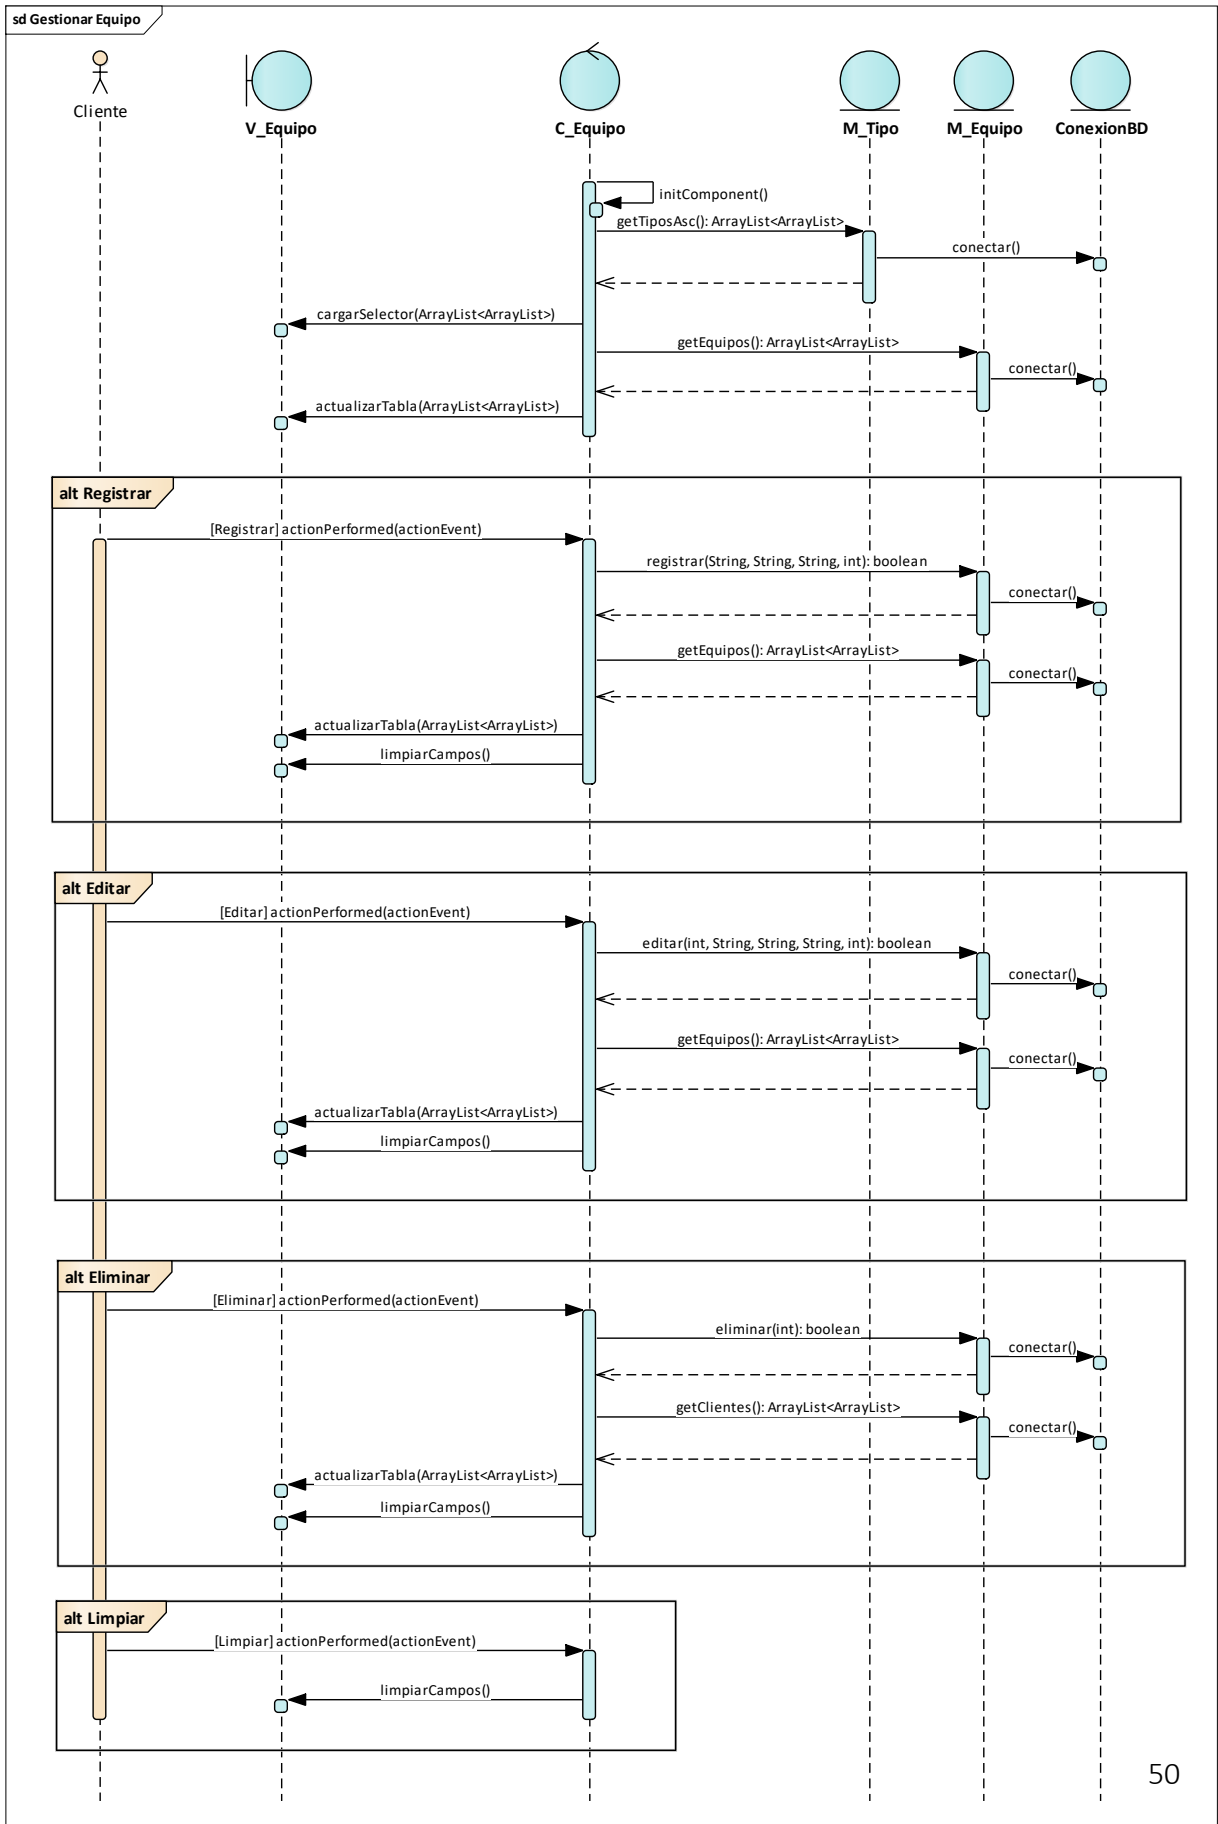 sd Gestionar Equipo
Cliente
V_Equipo
C_Equipo
M_Tipo
M_Equipo
ConexionBD
initComponent()
getTiposAsc(): ArrayList<ArrayList>
conectar()
cargarSelector(ArrayList<ArrayList>)
getEquipos(): ArrayList<ArrayList>
conectar()
actualizarTabla(ArrayList<ArrayList>)
alt Registrar
[Registrar] actionPerformed(actionEvent)
registrar(String, String, String, int): boolean
conectar()
getEquipos(): ArrayList<ArrayList>
conectar()
actualizarTabla(ArrayList<ArrayList>)
limpiarCampos()
alt Editar
[Editar] actionPerformed(actionEvent)
editar(int, String, String, String, int): boolean
conectar()
getEquipos(): ArrayList<ArrayList>
conectar()
actualizarTabla(ArrayList<ArrayList>)
limpiarCampos()
alt Eliminar
[Eliminar] actionPerformed(actionEvent)
eliminar(int): boolean
conectar()
getClientes(): ArrayList<ArrayList>
conectar()
actualizarTabla(ArrayList<ArrayList>)
limpiarCampos()
alt Limpiar
[Limpiar] actionPerformed(actionEvent)
limpiarCampos()
50